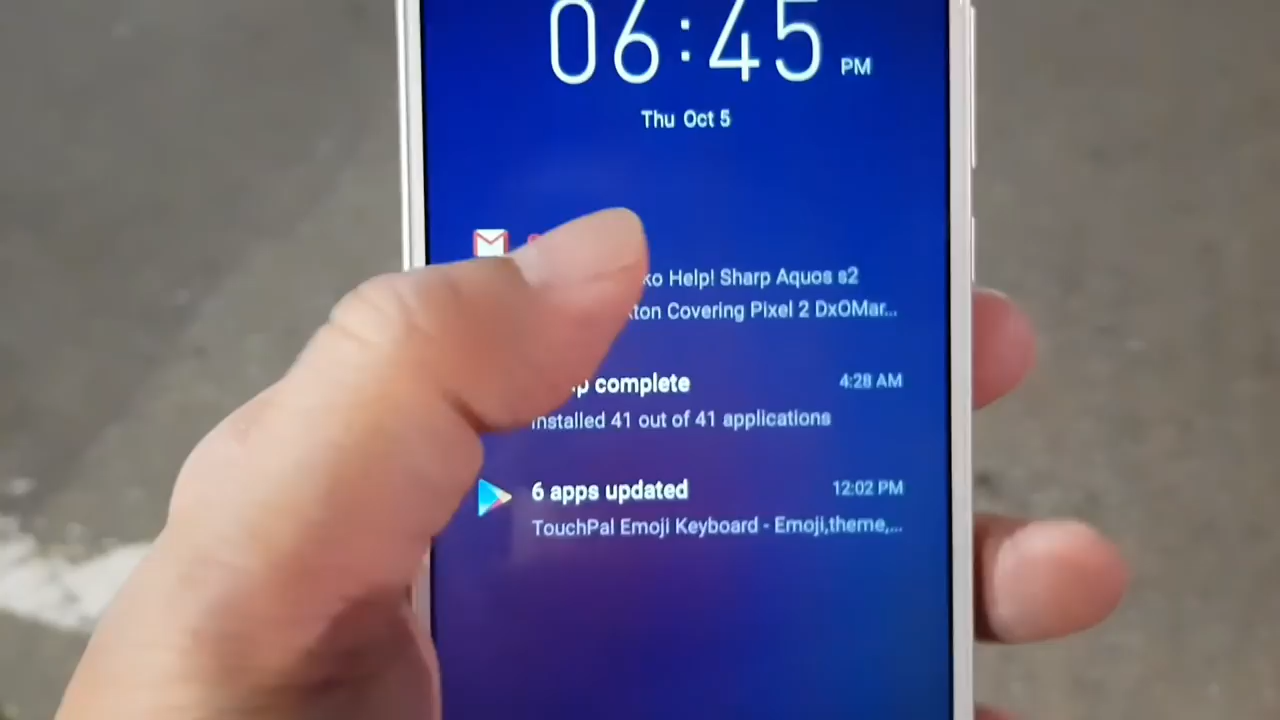 06:45 PM
Thu Oct 5
Help! Sharp Aquos s2
Covering Pixel 2 DxOMar...
complete 4:28 AM
installed 41 out of 41 applications
6 apps updated 12:02 PM
TouchPal Emoji Keyboard - Emoji,theme,...